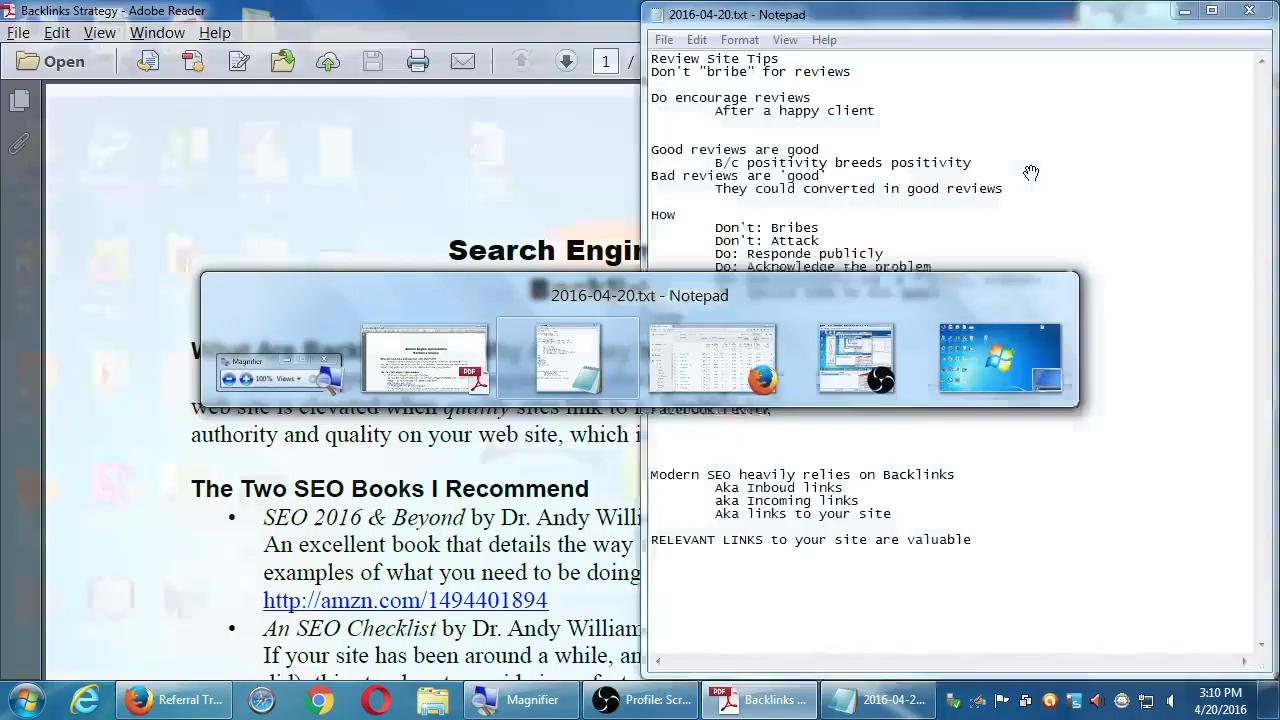 Backlinks Strategy - Adobe Reader
File Edit View Window Help
Open
1 /
Search Engin
authority and quality on your web site, which i
The Two SEO Books I Recommend
• SEO 2016 & Beyond by Dr. Andy Willi
An excellent book that details the way
examples of what you need to be doing
http://amzn.com/1494401894
• An SEO Checklist by Dr. Andy William
If your site has been around a while, an
2016-04-20.txt - Notepad
File Edit Format View Help
Review Site Tips
Don't "bribe" for reviews
Do encourage reviews
After a happy client
Good reviews are good
B/c positivity breeds positivity
Bad reviews are 'good'
They could converted in good reviews
How
Don't: Bribes
Don't: Attack
Do: Responde publicly
Do: Acknowledge the problem
Modern SEO heavily relies on Backlinks
Aka Inboud links
aka Incoming links
Aka links to your site
RELEVANT LINKS to your site are valuable
2016-04-20.txt - Notepad
Magnifier
100% Views
PDF
Referral Tr...
Magnifier
Profile: Scr...
Backlinks ...
2016-04-2...
3:10 PM
4/20/2016